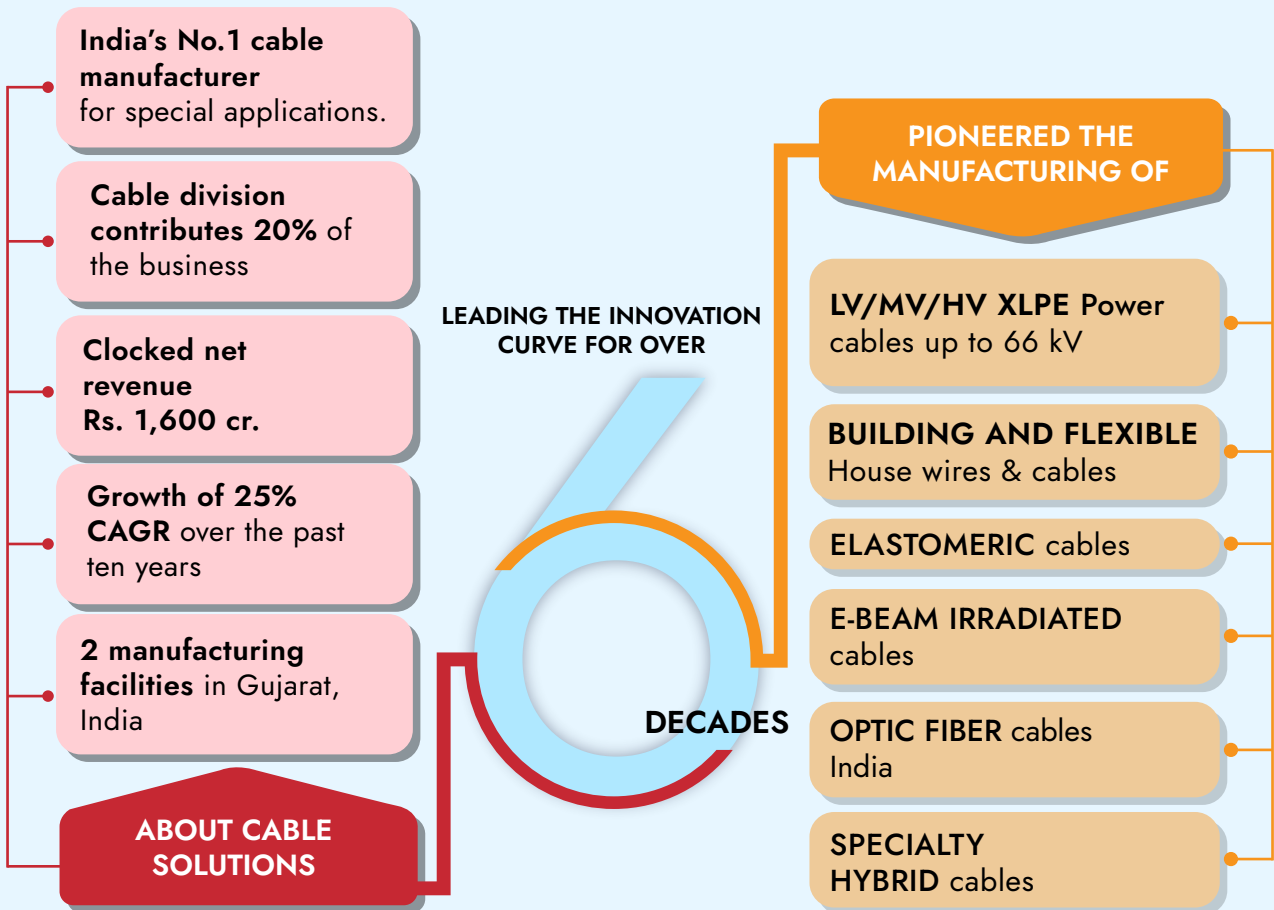 India's No.1 cable
manufacturer
for special applications.
Cable division
contributes 20% of
the business
Clocked net
revenue
Rs. 1,600 cr.
Growth of 25%
CAGR over the past
ten years
2 manufacturing
facilities in Gujarat,
India
ABOUT CABLE
SOLUTIONS
LEADING THE INNOVATION
CURVE FOR OVER
6
DECADES
PIONEERED THE
MANUFACTURING OF
LV/MV/HV XLPE Power
cables up to 66 kV
BUILDING AND FLEXIBLE
House wires & cables
ELASTOMERIC cables
E-BEAM IRRADIATED
cables
OPTIC FIBER cables
India
SPECIALTY
HYBRID cables